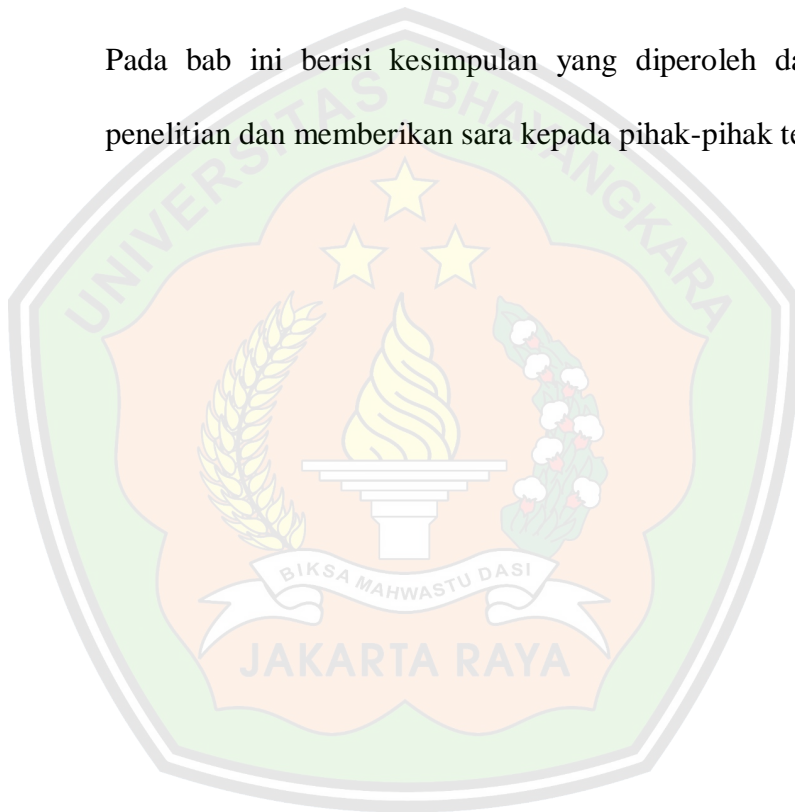 Pada bab ini berisi kesimpulan yang diperoleh da
penelitian dan memberikan sara kepada pihak-pihak te
UNIVERSITAS BHAYANGKARA
BIKSA MAHWASTU DASI
JAKARTA RAYA